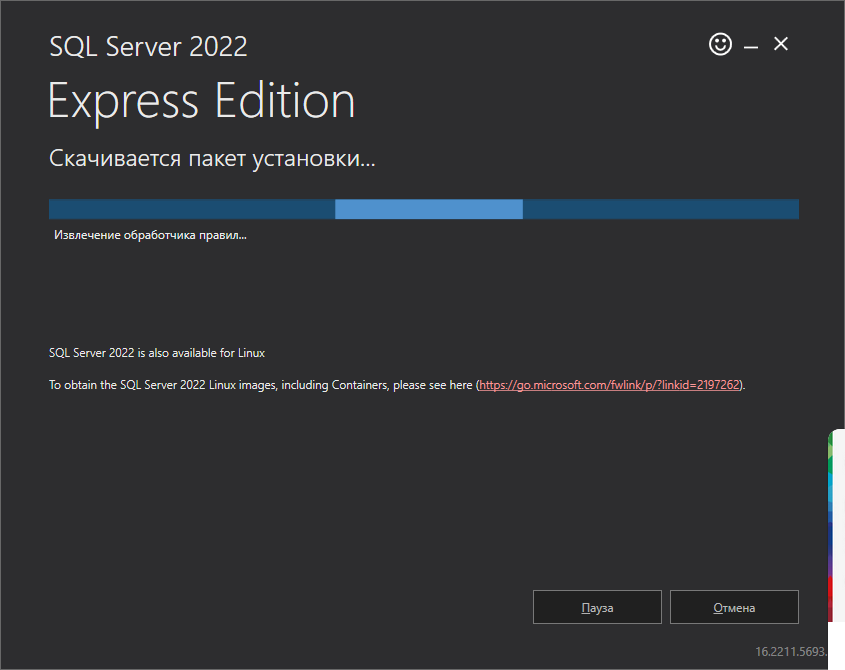 SQL Server 2022
Express Edition
Скачивается пакет установки...
Извлечение обработчика правил...
SQL Server 2022 is also available for Linux
To obtain the SQL Server 2022 Linux images, including Containers, please see here (https://go.microsoft.com/fwlink/p/?linkid=2197262).
Пауза
Отмена
16.2211.5693.